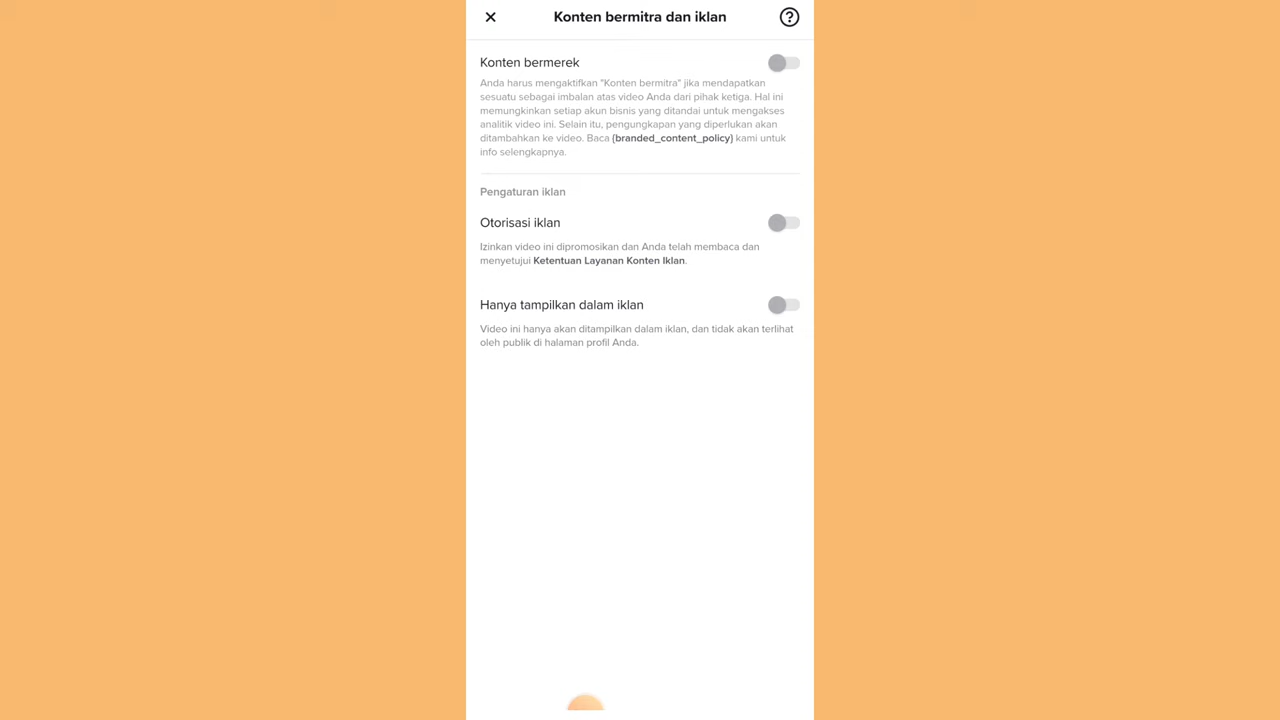 Konten bermitra dan iklan
Konten bermerek
Anda harus mengaktifkan "Konten bermitra" jika mendapatkan
sesuatu sebagai imbalan atas video Anda dari pihak ketiga. Hal ini
memungkinkan setiap akun bisnis yang ditandai untuk mengakses
analitik video ini. Selain itu, pengungkapan yang diperlukan akan
ditambahkan ke video. Baca {branded_content_policy} kami untuk
info selengkapnya.
Pengaturan iklan
Otorisasi iklan
Izinkan video ini dipromosikan dan Anda telah membaca dan
menyetujui Ketentuan Layanan Konten Iklan.
Hanya tampilkan dalam iklan
Video ini hanya akan ditampilkan dalam iklan, dan tidak akan terlihat
oleh publik di halaman profil Anda.